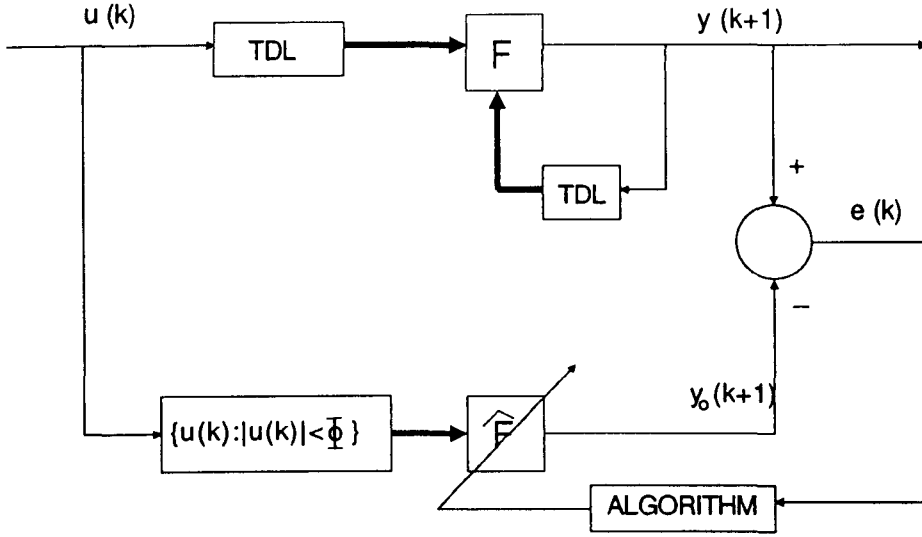 u (k)
y (k+1)
TDL
F
TDL
+
e (k)
−
y₀ (k+1)
{u(k):|u(k)|<Φ }
F̂
ALGORITHM